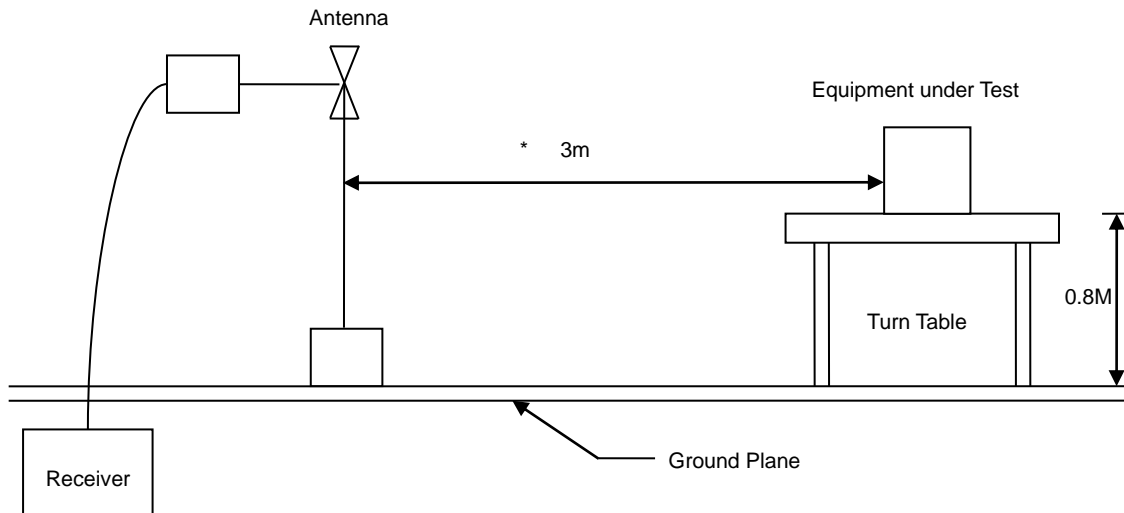 Antenna
Equipment under Test
* 3m
0.8M
Turn Table
Ground Plane
Receiver